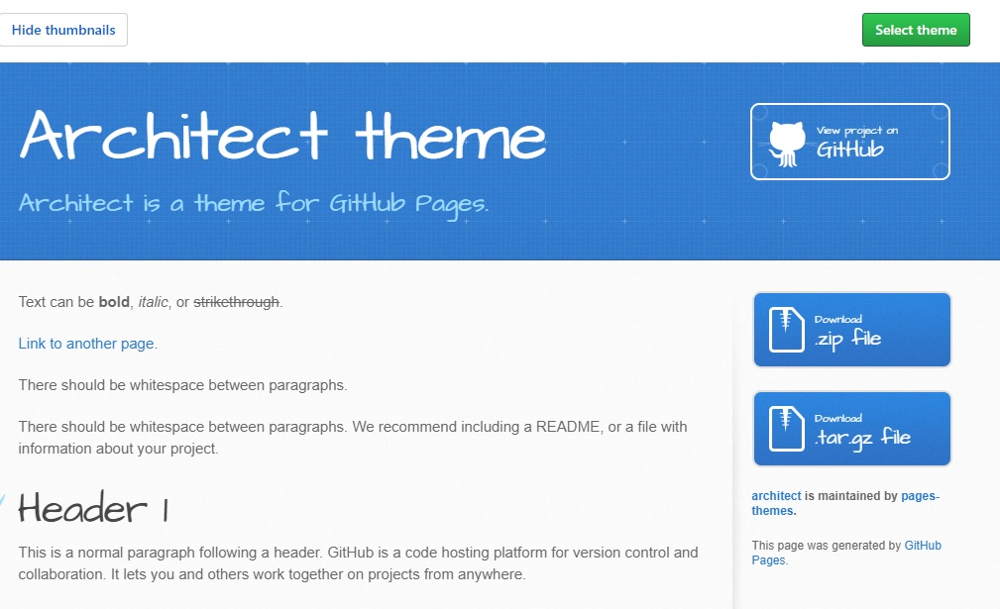 Hide thumbnails
Select theme
Architect theme
Architect is a theme for GitHub Pages.
View project on
GitHub
Text can be bold, italic, or strikethrough.
Link to another page.
There should be whitespace between paragraphs.
There should be whitespace between paragraphs. We recommend including a README, or a file with
information about your project.
Header 1
This is a normal paragraph following a header. GitHub is a code hosting platform for version control and
collaboration. It lets you and others work together on projects from anywhere.
Download
.zip file
Download
.tar.gz file
architect is maintained by pages-
themes.
This page was generated by GitHub
Pages.